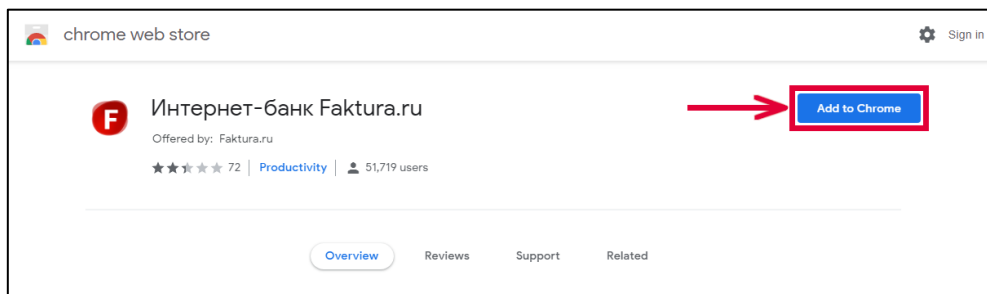 chrome web store
Sign in
F
Интернет-банк Faktura.ru
Add to Chrome
Offered by: Faktura.ru
72 | Productivity | 51,719 users
Overview Reviews Support Related